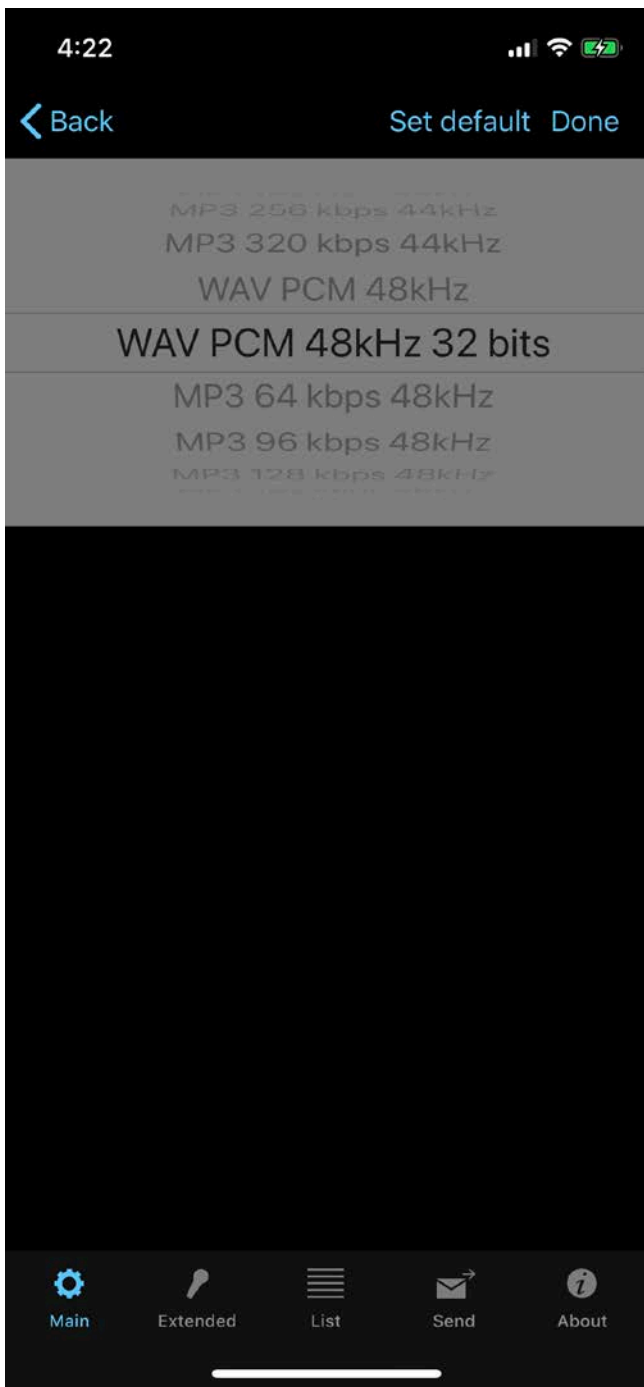 4:22
Back Set default Done
MP3 256 kbps 44kHz
MP3 320 kbps 44kHz
WAV PCM 48kHz
WAV PCM 48kHz 32 bits
MP3 64 kbps 48kHz
MP3 96 kbps 48kHz
MP3 128 kbps 48kHz
Main Extended List Send About